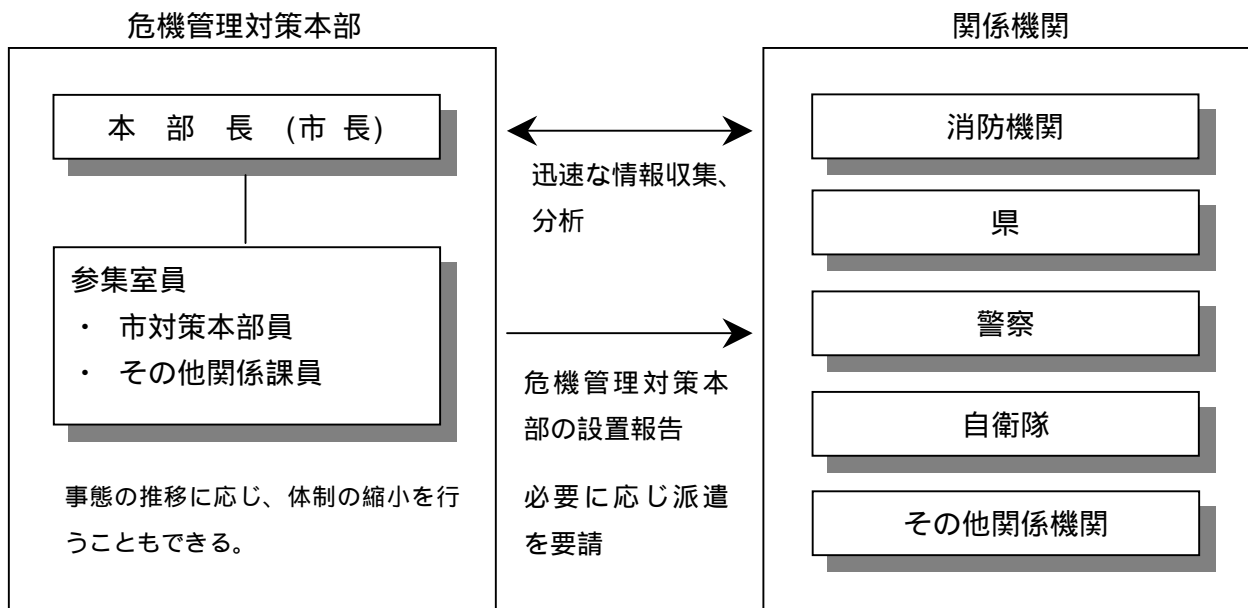 危機管理対策本部
本 部 長 (市 長)
参集室員
・ 市対策本部員
・ その他関係課員
事態の推移に応じ、体制の縮小を行
うこともできる。
迅速な情報収集、
分析
危機管理対策本
部の設置報告
必要に応じ派遣
を要請
関係機関
消防機関
県
警察
自衛隊
その他関係機関